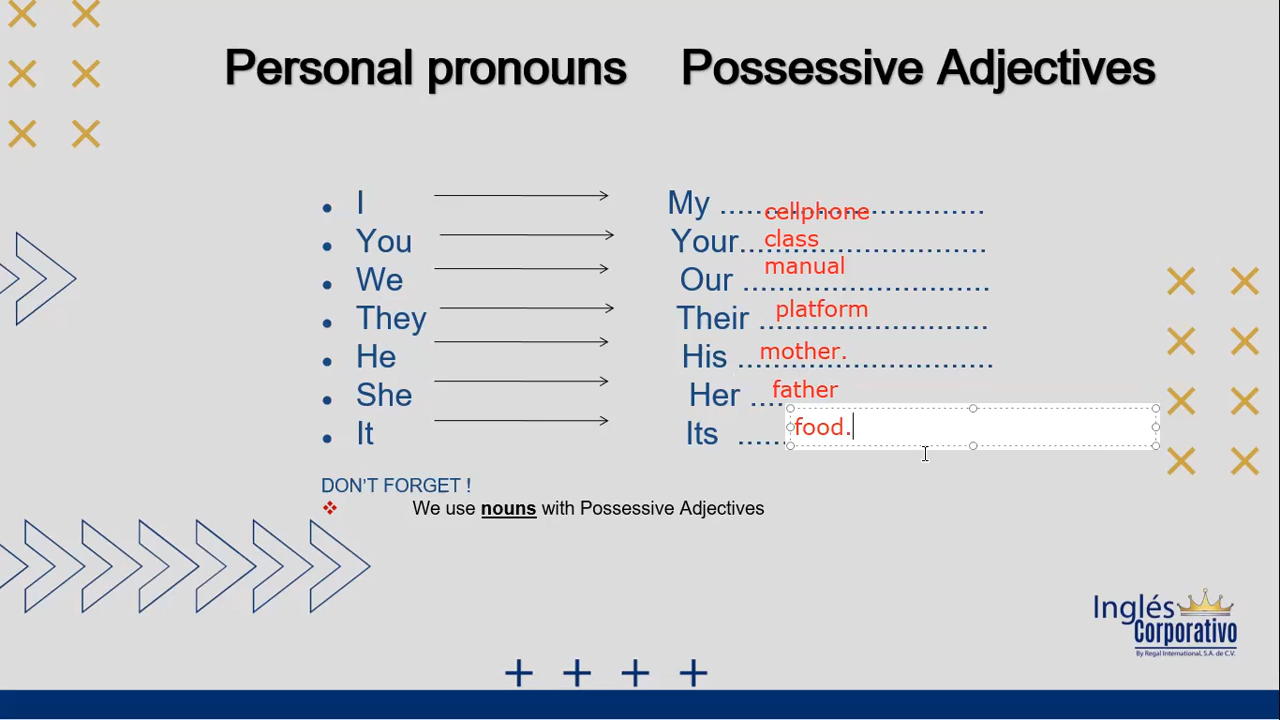 Personal pronouns Possessive Adjectives
• I My .............................. cellphone
• You Your............................ class
• We Our ............................ manual
• They Their .......................... platform
• He His ............................. mother.
• She Her .... father
• It Its ...... food.
DON'T FORGET !
❖ We use nouns with Possessive Adjectives
Inglés
Corporativo
By Regal International, S.A. de C.V.